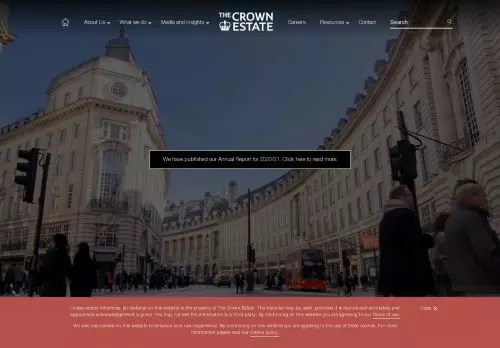 About Us
What we do
Media and Insights
THE CROWN
ESTATE
Careers
Resources
Contact
Search
We have published our Annual Report for 2020/21. Click here to read more.
Unless stated otherwise, all material on this website is the property of The Crown Estate. The material may be used, provided it is reproduced accurately and
appropriate acknowledgement is given. You may not sell the information to a third party. By continuing on this website you are agreeing to our Terms of use.
Close
We also use cookies on this website to enhance your user experience. By continuing on this website you are agreeing to the use of these cookies. For more
information please read our Cookie policy.